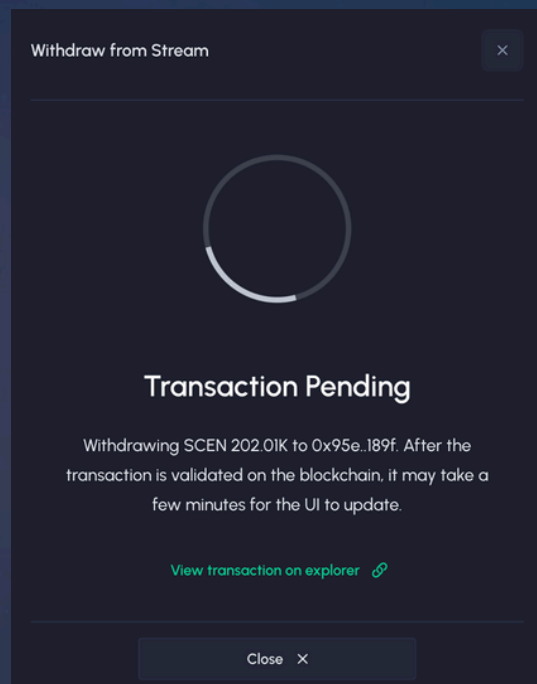 Withdraw from Stream
Transaction Pending
Withdrawing SCEN 202.01K to 0x95e..189f. After the
transaction is validated on the blockchain, it may take a
few minutes for the UI to update.
View transaction on explorer
Close